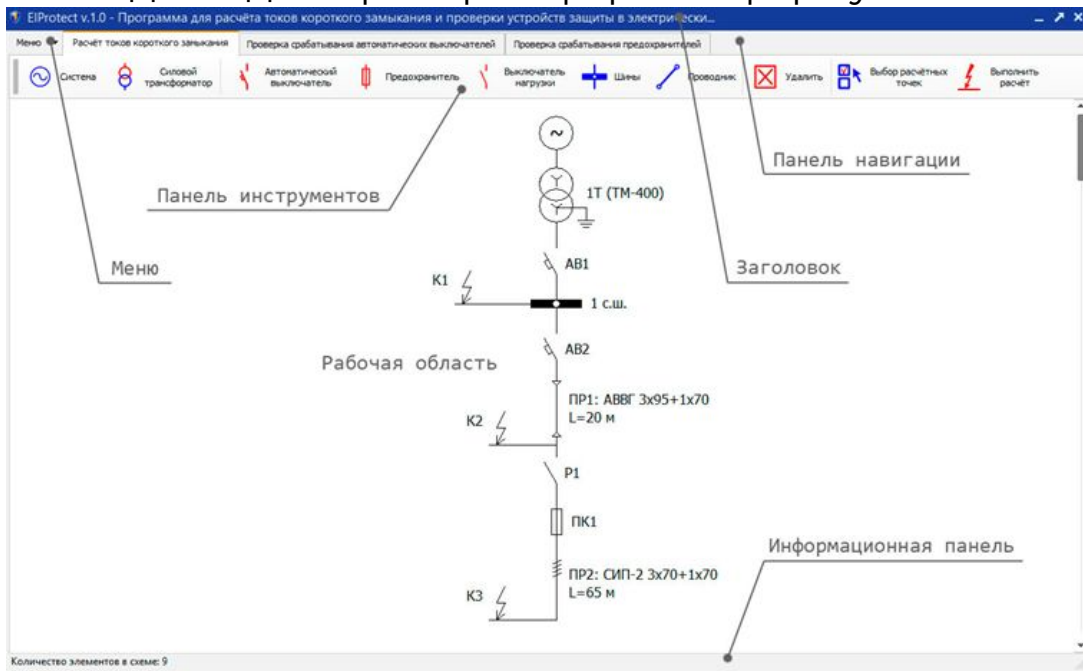 ElProtect v.1.0 - Программа для расчёта токов короткого замыкания и проверки устройств защиты в электрически...
Меню Расчёт токов короткого замыкания Проверка срабатывания автоматических выключателей Проверка срабатывания предохранителей
Система
Силовой
трансформатор
Автоматический
выключатель
Предохранитель
Выключатель
нагрузки
Шины
Проводник
Удалить
Выбор расчётных
точек
Выполнить
расчёт
Панель навигации
Панель инструментов
1Т (ТМ-400)
Меню
Заголовок
АВ1
К1
1 с.ш.
АВ2
Рабочая область
ПР1: АВВГ 3х95+1х70
L=20 м
К2
Р1
ПК1
Информационная панель
ПР2: СИП-2 3х70+1х70
L=65 м
К3
Количество элементов в схеме: 9